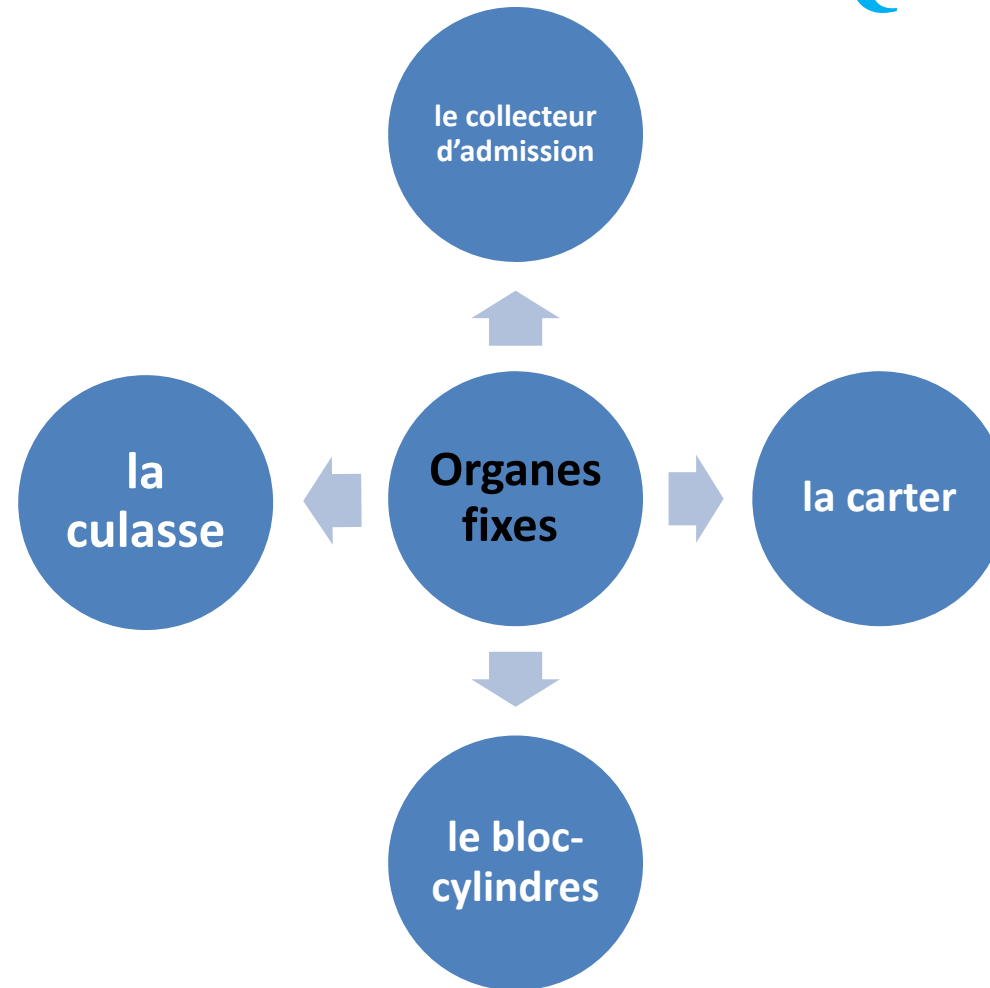 le collecteur
d’admission
la
culasse
Organes
fixes
la carter
le bloc-
cylindres